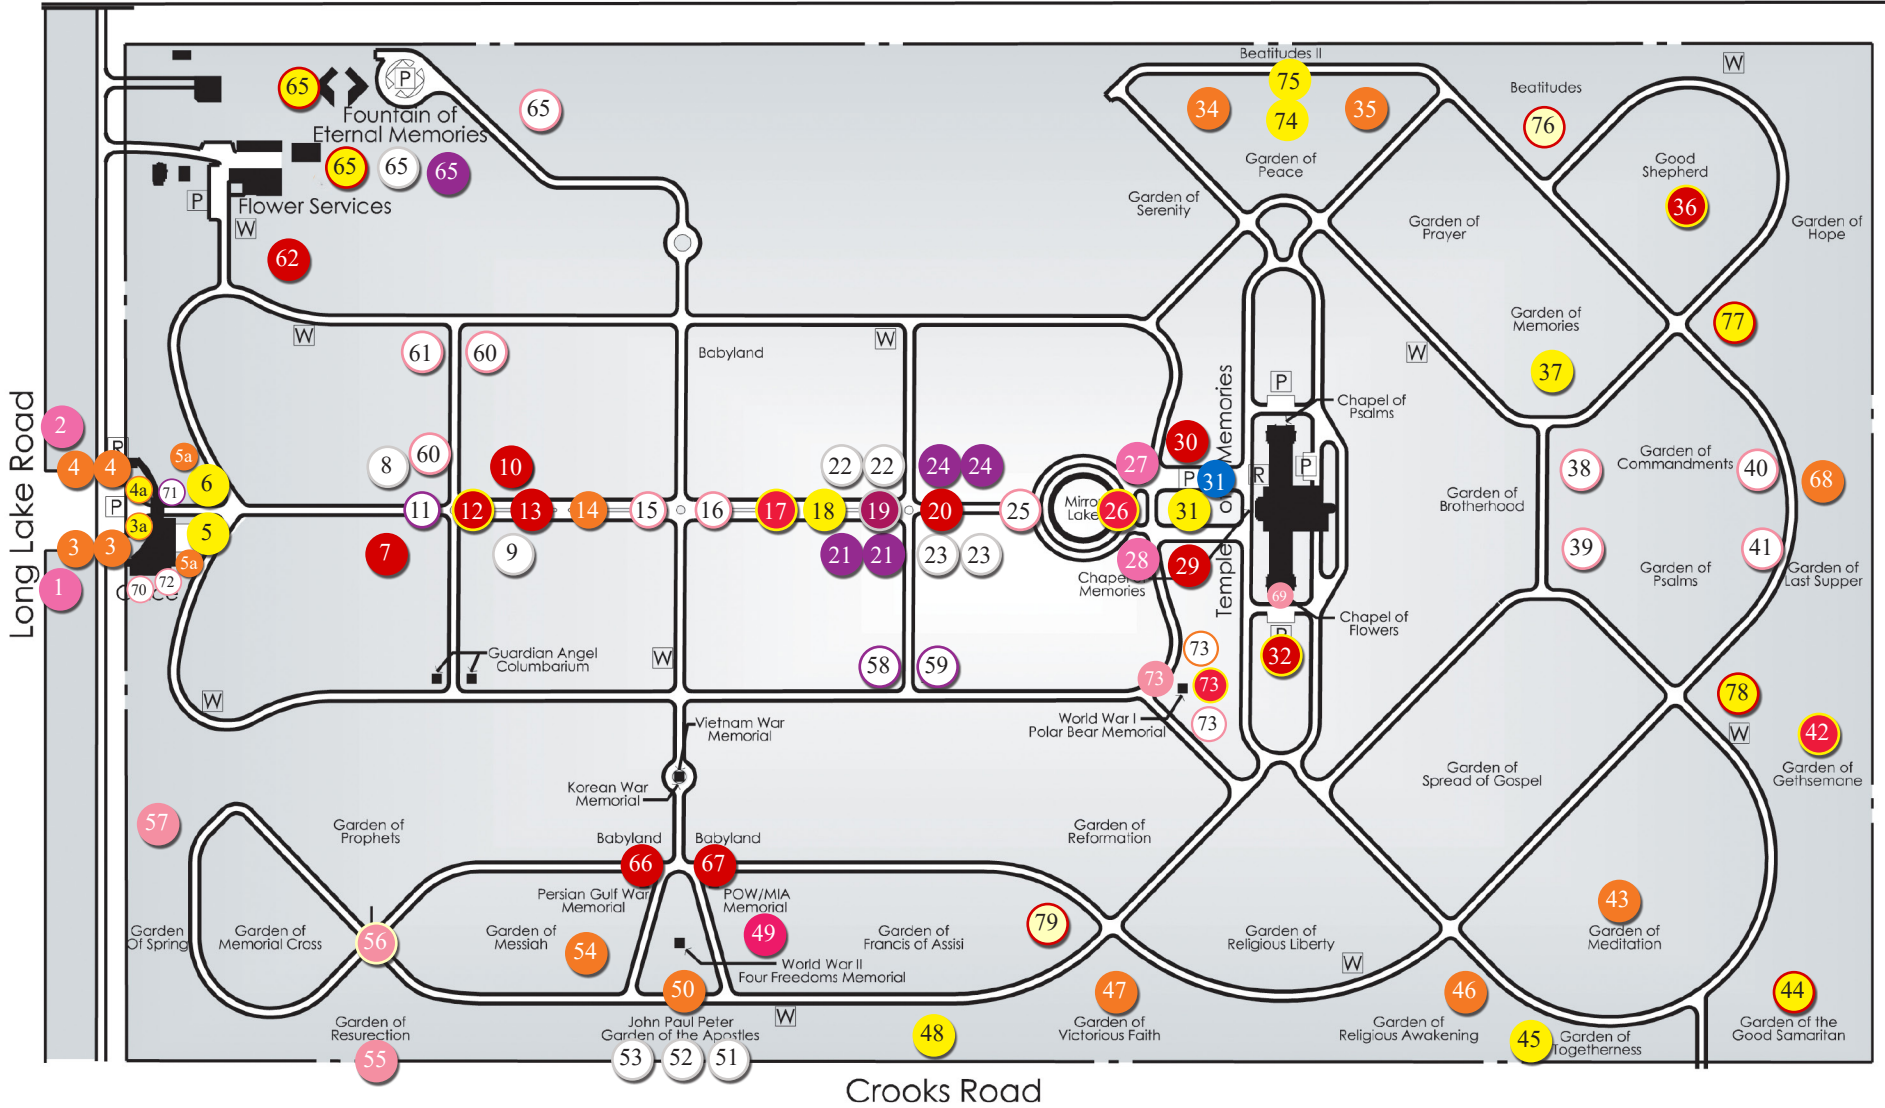 Beatitudes II
W
65
P
75
Beatitudes
34
35
65
74
76
Fountain of
Eternal Memories
Garden of
Peace
Good
Shepherd
65
65
65
P
Flower Services
Garden of
Serenity
36
W
Garden of
Prayer
Garden of
Hope
62
Garden of
Memories
77
W
61
60
Babyland
W
W
37
P
Chapel of
Psalms
Long Lake Road
2
4
4
5a
6
4a
71
P
3a
5
3
3
5a
1
70
72
8
60
10
22
22
24
24
27
30
P
31
R
P
38
Garden of
Commandments
40
68
11
12
13
14
15
16
17
18
19
20
25
Mirror
Lake
26
31
Garden of
Brotherhood
7
9
21
21
23
23
28
29
39
41
Chapel of
Memories
Temple of Memories
Garden of
Psalms
Garden of
Last Supper
69
Chapel of
Flowers
P
32
Guardian Angel
Columbarium
W
58
59
73
73
73
73
W
78
World War I
Polar Bear Memorial
Vietnam War
Memorial
W
42
Garden of
Gethsemane
Korean War
Memorial
Garden of
Spread of Gospel
57
Garden of
Prophets
Babyland
Babyland
Garden of
Reformation
66
67
Persian Gulf War
Memorial
POW/MIA
Memorial
43
Garden
Of Spring
Garden of
Memorial Cross
56
Garden of
Messiah
54
49
Garden of
Francis of Assisi
79
Garden of
Religious Liberty
Garden of
Meditation
World War II
Four Freedoms Memorial
W
50
47
46
44
W
Garden of
Resurrection
John Paul Peter
Garden of the Apostles
48
Garden of
Victorious Faith
Garden of
Religious Awakening
45
Garden of
Togetherness
Garden of the
Good Samaritan
55
53
52
51
Crooks Road